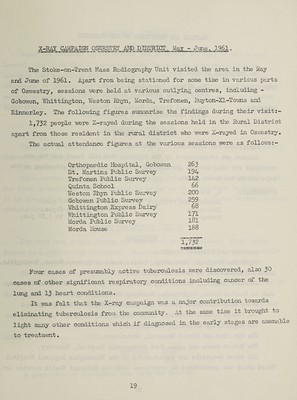 X-RAY CAMPAIGN OSWESTRY AND DISTRICT. May - June, 1961.
The Stoke-on-Trent Mass Radiography Unit visited the area in the May
and June of 1961. Apart from being stationed for some time in various parts
of Oswestry, sessions were held at various outlying centres, including -
Gobowen, Whittington, Weston Rhyn, Morda, Trefonen, Ruyton-XI-Towns and
Kinnerley. The following figures summarise the findings during their visit:-
1,732 people were X-rayed during the sessions held in the Rural District
apart from those resident in the rural district who were X-rayed in Oswestry.
The actual attendance figures at the various sessions were as follows:-
Orthopaedic Hospital, Gobowen 263
St. Martins Public Survey 194
Trefonen Public Survey 142
Quinta School 66
Weston Rhyn Public Survey 200
Gobowen Public Survey 259
Whittington Express Dairy 68
Whittington Public Survey 171
Morda Public Survey 181
Morda House 188
1,732
Four cases of presumably active tuberculosis were discovered, also 30
cases of other significant respiratory conditions including cancer of the
lung and 13 heart conditions.
It was felt that the X-ray campaign was a major contribution towards
eliminating tuberculosis from the community. At the same time it brought to
light many other conditions which if diagnosed in the early stages are amenable
to treatment.
19